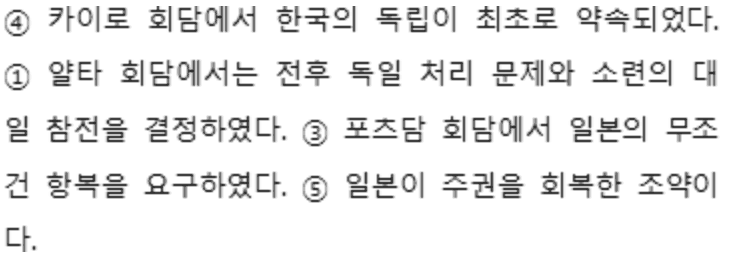 ④ 카이로 회담에서 한국의 독립이 최초로 약속되었다.
① 얄타 회담에서는 전후 독일 처리 문제와 소련의 대
일 참전을 결정하였다. ③ 포츠담 회담에서 일본의 무조
건 항복을 요구하였다. ⑤ 일본이 주권을 회복한 조약이
다.